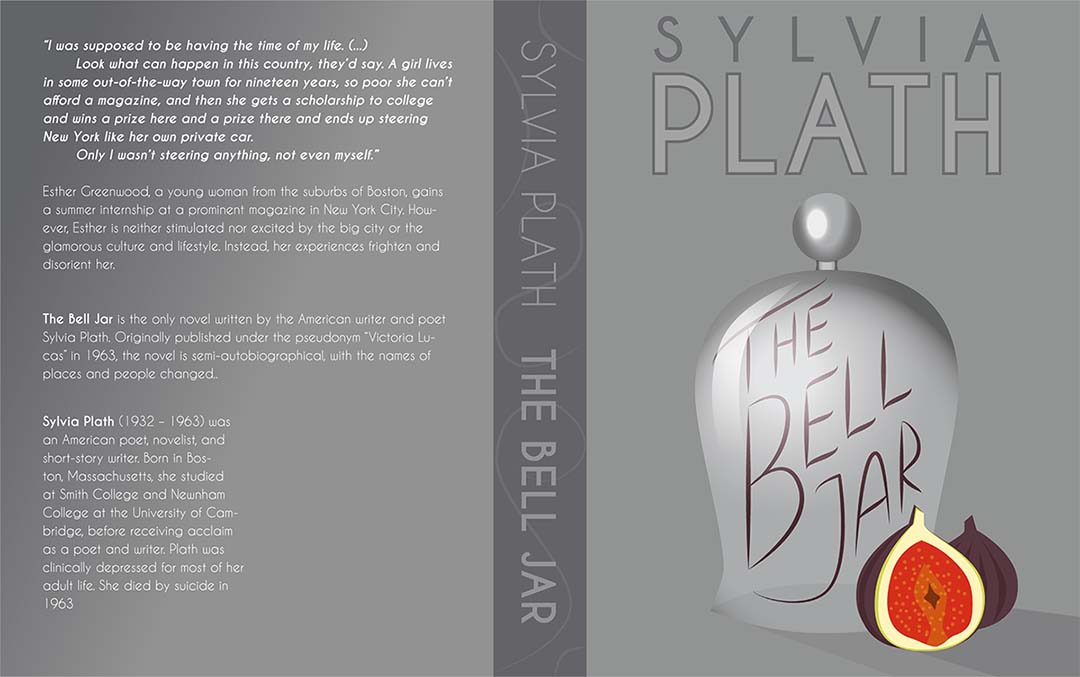 “I was supposed to be having the time of my life. (...)
Look what can happen in this country, they’d say. A girl lives
in some out-of-the-way town for nineteen years, so poor she can’t
afford a magazine, and then she gets a scholarship to college
and wins a prize here and a prize there and ends up steering
New York like her own private car.
Only I wasn’t steering anything, not even myself.”
Esther Greenwood, a young woman from the suburbs of Boston, gains
a summer internship at a prominent magazine in New York City. How-
ever, Esther is neither stimulated nor excited by the big city or the
glamorous culture and lifestyle. Instead, her experiences frighten and
disorient her.
The Bell Jar is the only novel written by the American writer and poet
Sylvia Plath. Originally published under the pseudonym “Victoria Lu-
cas” in 1963, the novel is semi-autobiographical, with the names of
places and people changed..
Sylvia Plath (1932 – 1963) was
an American poet, novelist, and
short-story writer. Born in Bos-
ton, Massachusetts, she studied
at Smith College and Newnham
College at the University of Cam-
bridge, before receiving acclaim
as a poet and writer. Plath was
clinically depressed for most of her
adult life. She died by suicide in
1963
SYLVIA PLATH THE BELL JAR
SYLVIA
PLATH
THE
BELL
JAR